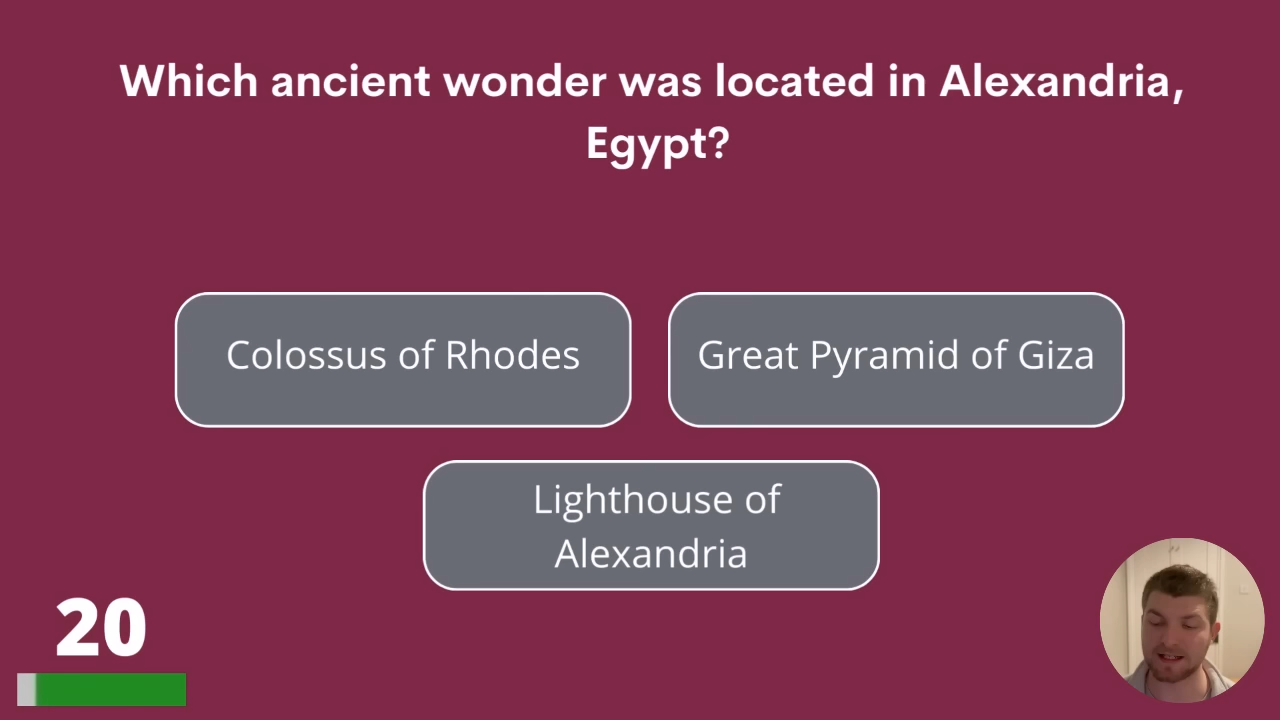 Which ancient wonder was located in Alexandria,
Egypt?
Colossus of Rhodes
Great Pyramid of Giza
Lighthouse of
Alexandria
20